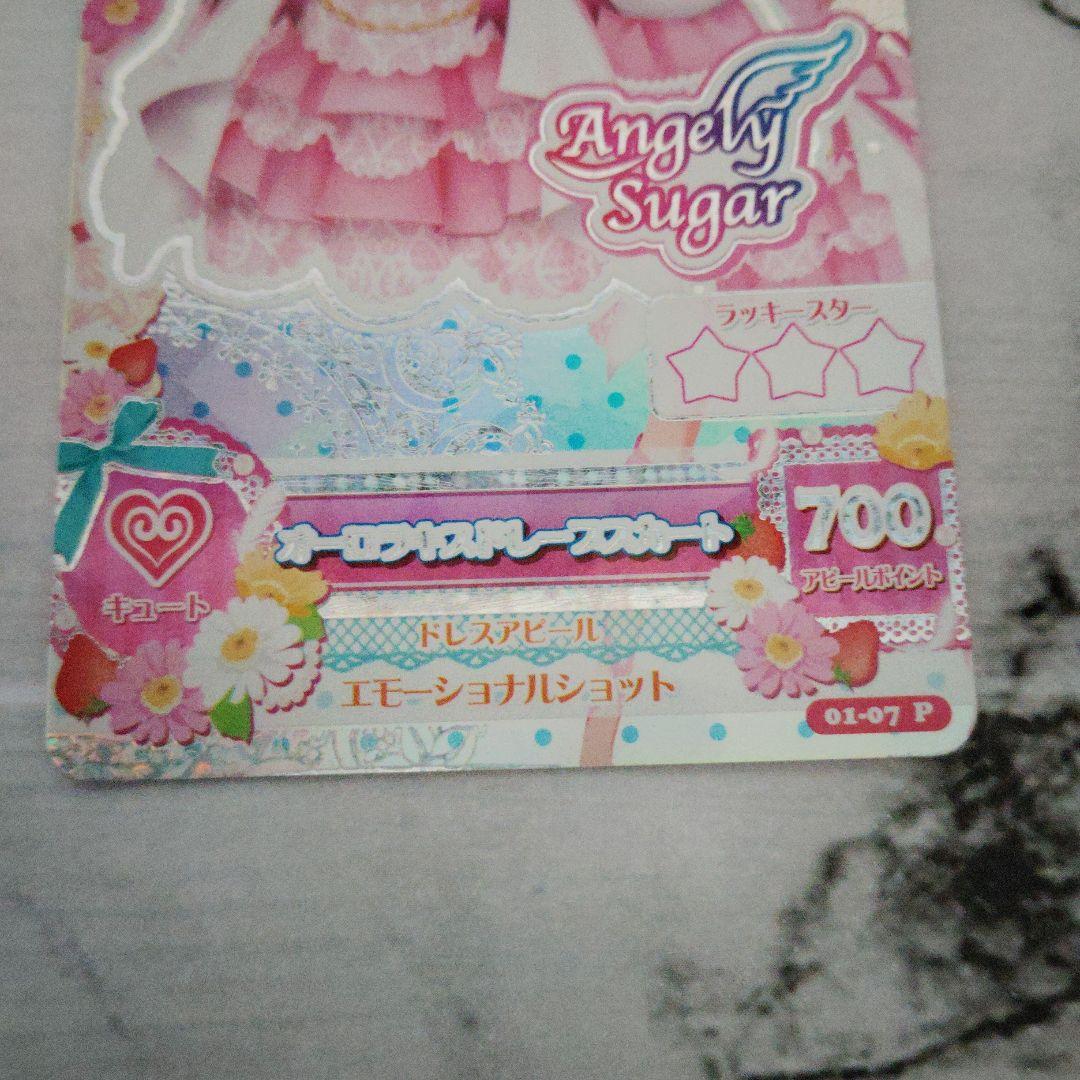 Angely
Sugar
ラッキースター
オーロラキスドレープスカート
700
アピールポイント
キュート
ドレスアピール
エモーショナルショット
01-07 P